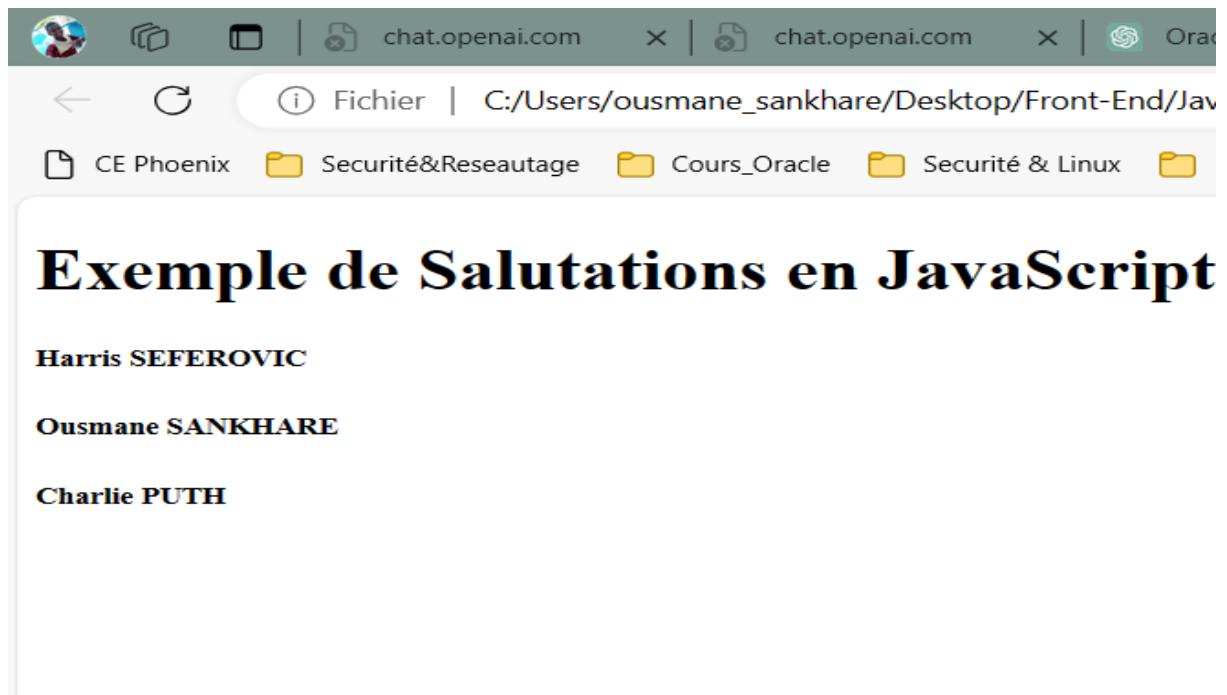 chat.openai.com
chat.openai.com
Fichier | C:/Users/ousmane_sankhare/Desktop/Front-End/Jav
CE Phoenix Securité&Reseautage Cours_Oracle Securité & Linux
Exemple de Salutations en JavaScript
Harris SEFEROVIC
Ousmane SANKHARE
Charlie PUTH